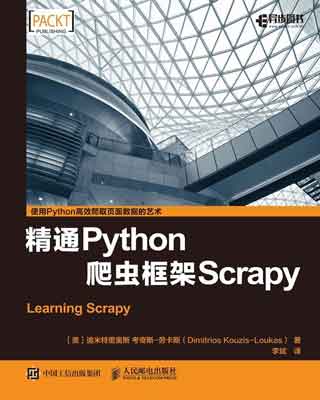 PACKT
PUBLISHING
异步图书
使用Python高效爬取页面数据的艺术
精通Python
爬虫框架Scrapy
Learning Scrapy
[美] 迪米特里奥斯 考奇斯-劳卡斯（Dimitrios Kouzis-Loukas） 著
李斌 译
中国工信出版集团
人民邮电出版社